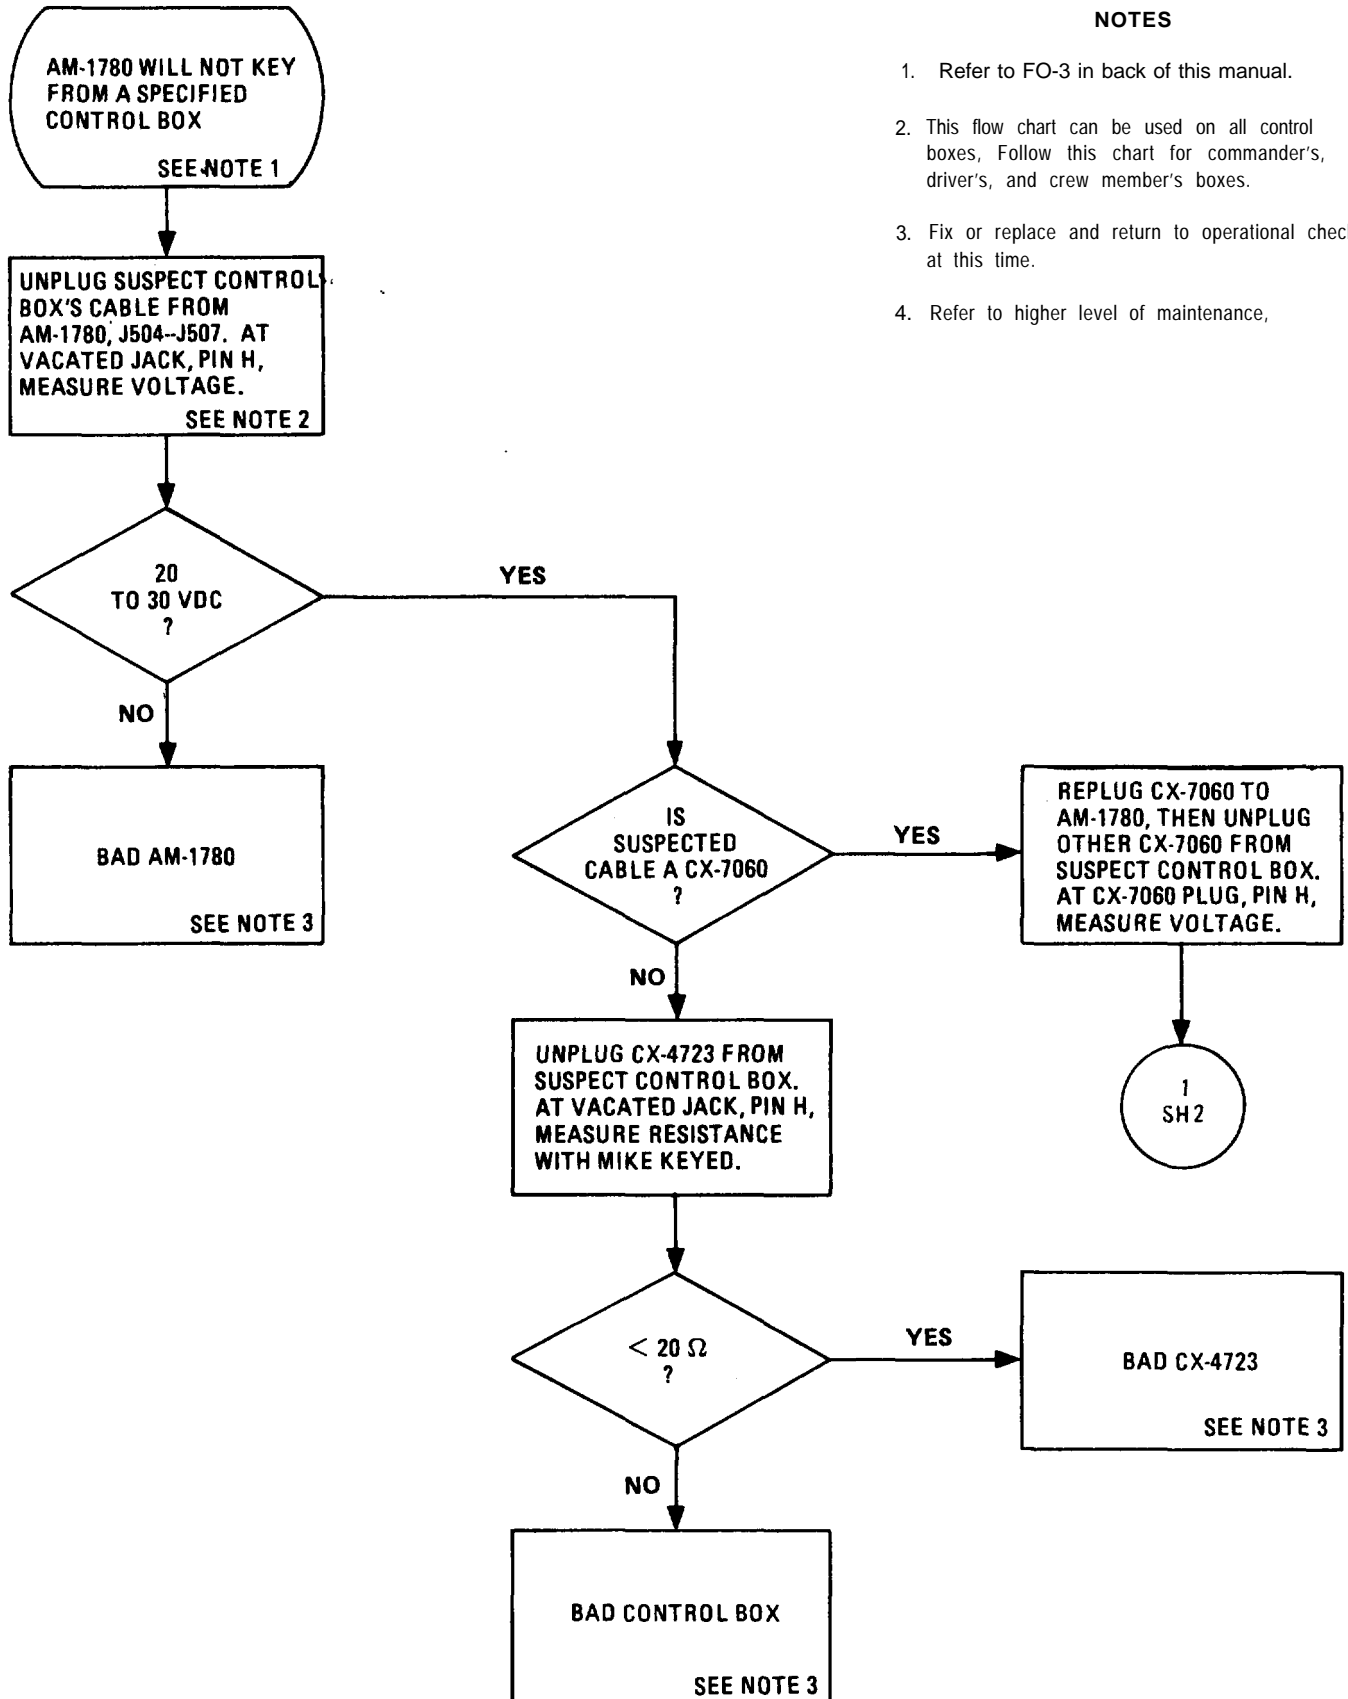 AM-1780 WILL NOT KEY
FROM A SPECIFIED
CONTROL BOX
SEE NOTE 1
NOTES
1. Refer to FO-3 in back of this manual.
2. This flow chart can be used on all control
boxes, Follow this chart for commander's,
driver's, and crew member's boxes.
3. Fix or replace and return to operational chec
at this time.
4. Refer to higher level of maintenance,
UNPLUG SUSPECT CONTROL
BOX'S CABLE FROM
AM-1780, J504--J507. AT
VACATED JACK, PIN H,
MEASURE VOLTAGE.
SEE NOTE 2
20
TO 30 VDC
?
YES
NO
BAD AM-1780
SEE NOTE 3
IS
SUSPECTED
CABLE A CX-7060
?
YES
REPLUG CX-7060 TO
AM-1780, THEN UNPLUG
OTHER CX-7060 FROM
SUSPECT CONTROL BOX.
AT CX-7060 PLUG, PIN H,
MEASURE VOLTAGE.
1
SH 2
NO
UNPLUG CX-4723 FROM
SUSPECT CONTROL BOX.
AT VACATED JACK, PIN H,
MEASURE RESISTANCE
WITH MIKE KEYED.
< 20 Ω
?
YES
BAD CX-4723
SEE NOTE 3
NO
BAD CONTROL BOX
SEE NOTE 3